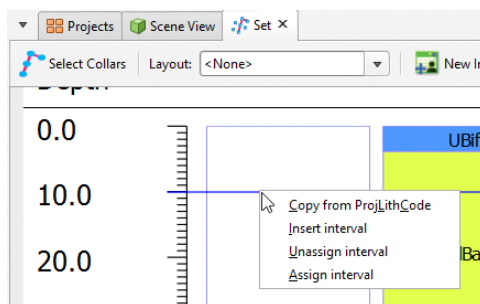 Projects Scene View Set
Select Collars Layout: <None> New I
Depth
0.0
UBif
10.0
Copy from ProjLithCode
Insert interval
Unassign interval
Ba
20.0
Assign interval